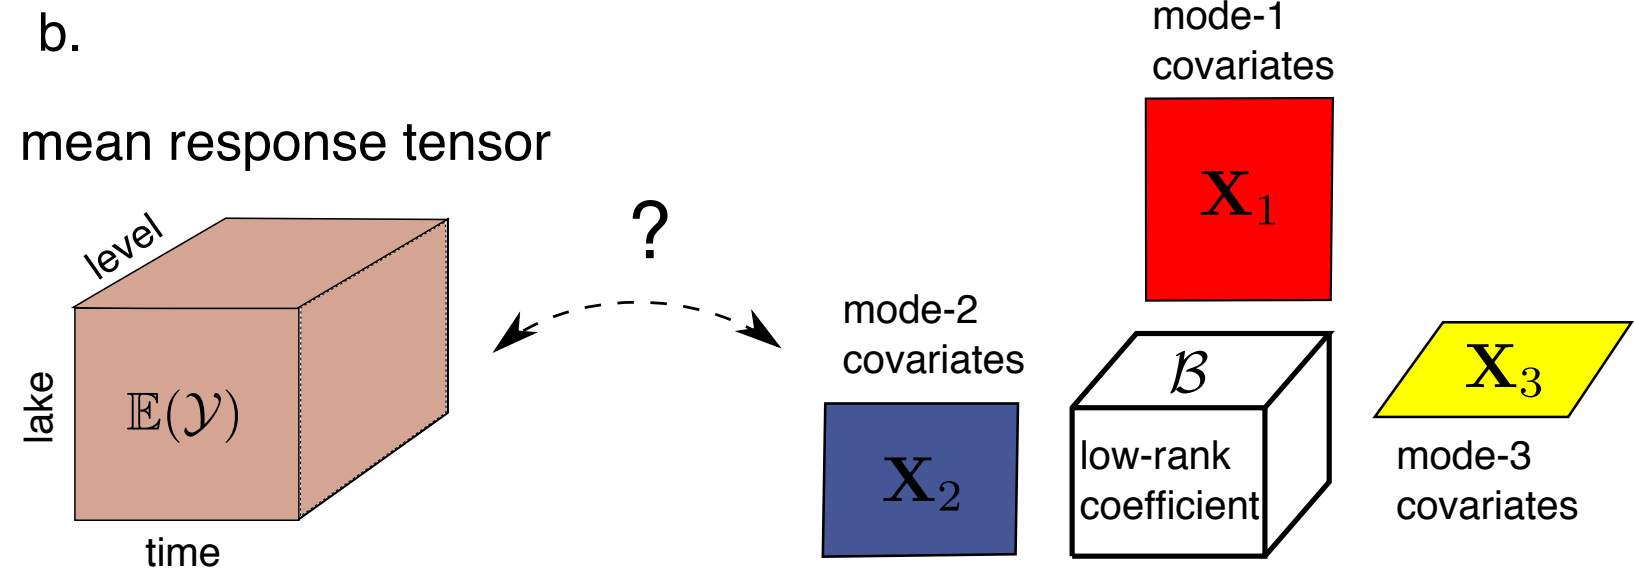 b.
mean response tensor
level
lake
𝔼(𝒴)
time
?
mode-1
covariates
X₁
mode-2
covariates
X₂
ℬ
low-rank
coefficient
X₃
mode-3
covariates